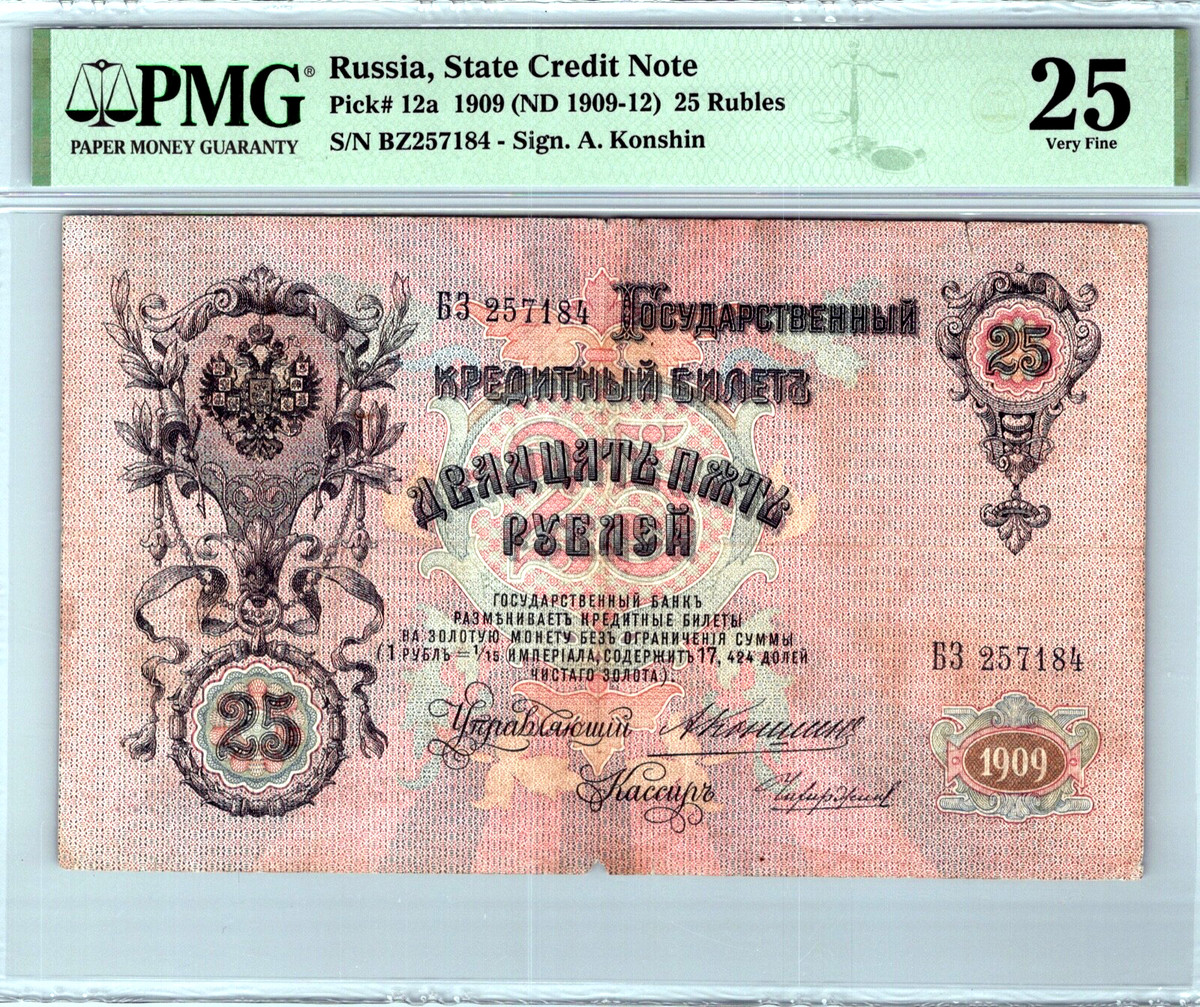 PMG®
PAPER MONEY GUARANTY
Russia, State Credit Note
Pick# 12a 1909 (ND 1909-12) 25 Rubles
S/N BZ257184 - Sign. A. Konshin
25
Very Fine
БЗ 257184 ГОСУДАРСТВЕННЫЙ
КРЕДИТНЫЙ БИЛЕТЪ
25
ДВАДЦАТЬ ПЯТЬ
РУБЛЕЙ
25
ГОСУДАРСТВЕННЫЙ БАНКЪ
РАЗМѢНИВАЕТЪ КРЕДИТНЫЕ БИЛЕТЫ
НА ЗОЛОТУЮ МОНЕТУ БЕЗЪ ОГРАНИЧЕНІЯ СУММЫ
(1 РУБЛЬ = 1/15 ИМПЕРІАЛА, СОДЕРЖИТЪ 17, 424 ДОЛЕЙ
ЧИСТАГО ЗОЛОТА).
БЗ 257184
25
Управляющій АКоншинъ
Кассиръ
1909